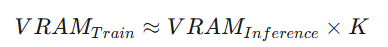 VRAM_{Train} ≈ VRAM_{Inference} × K